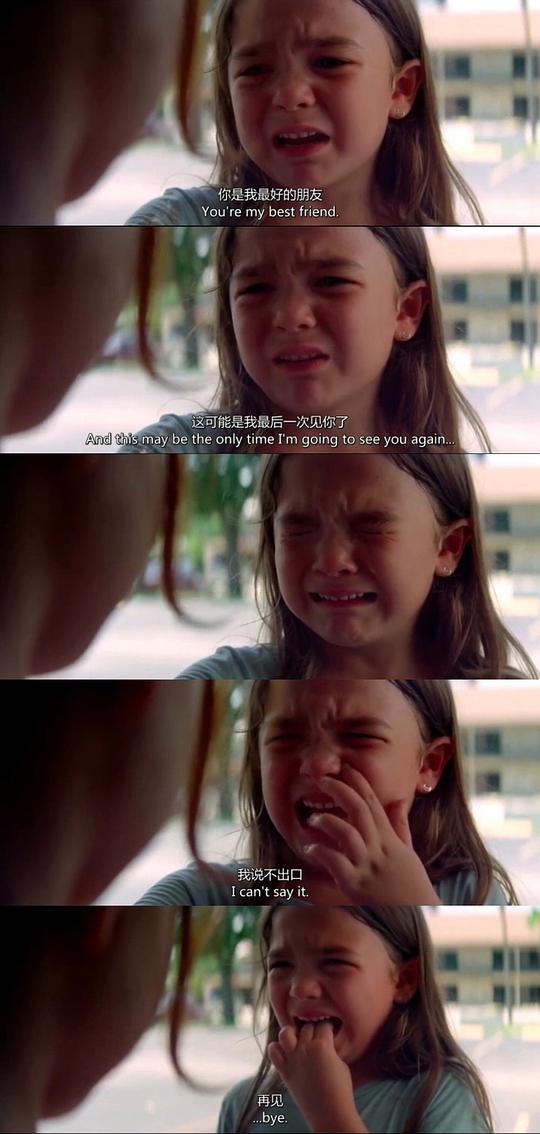 你是我最好的朋友
You're my best friend.
这可能是我最后一次见你了
And this may be the only time I'm going to see you again...
我说不出口
I can't say it.
再见
...bye.